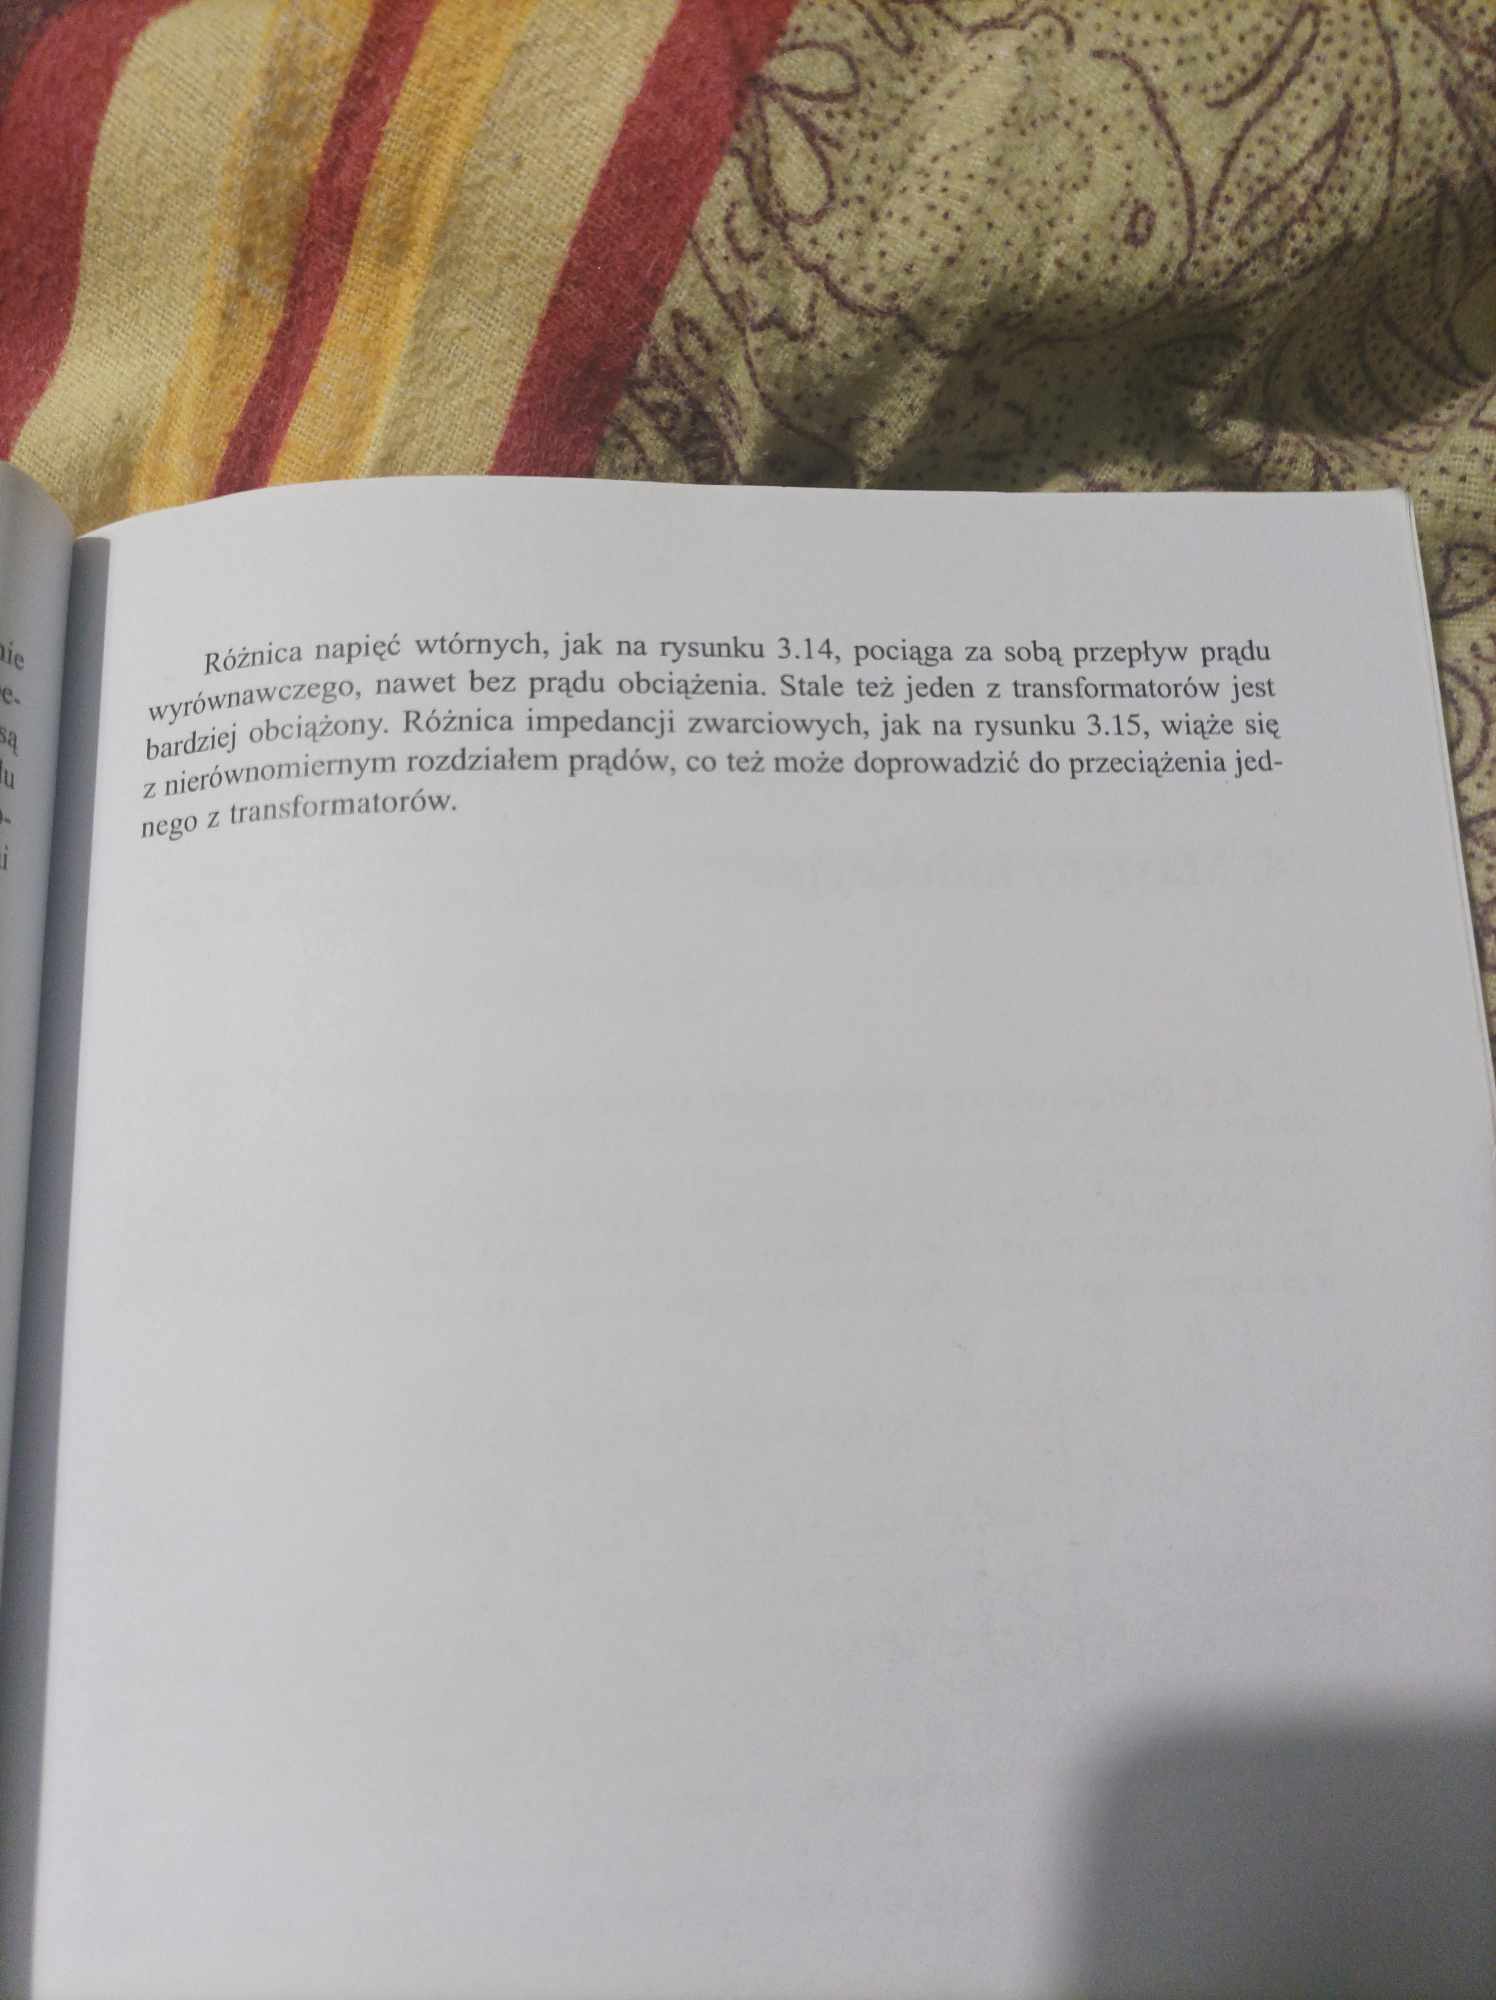 Różnica napięć wtórnych, jak na rysunku 3.14, pociąga za sobą przepływ prądu
wyrównawczego, nawet bez prądu obciążenia. Stale też jeden z transformatorów jest
bardziej obciążony. Różnica impedancji zwarciowych, jak na rysunku 3.15, wiąże się
z nierównomiernym rozdziałem prądów, co też może doprowadzić do przeciążenia jed-
nego z transformatorów.